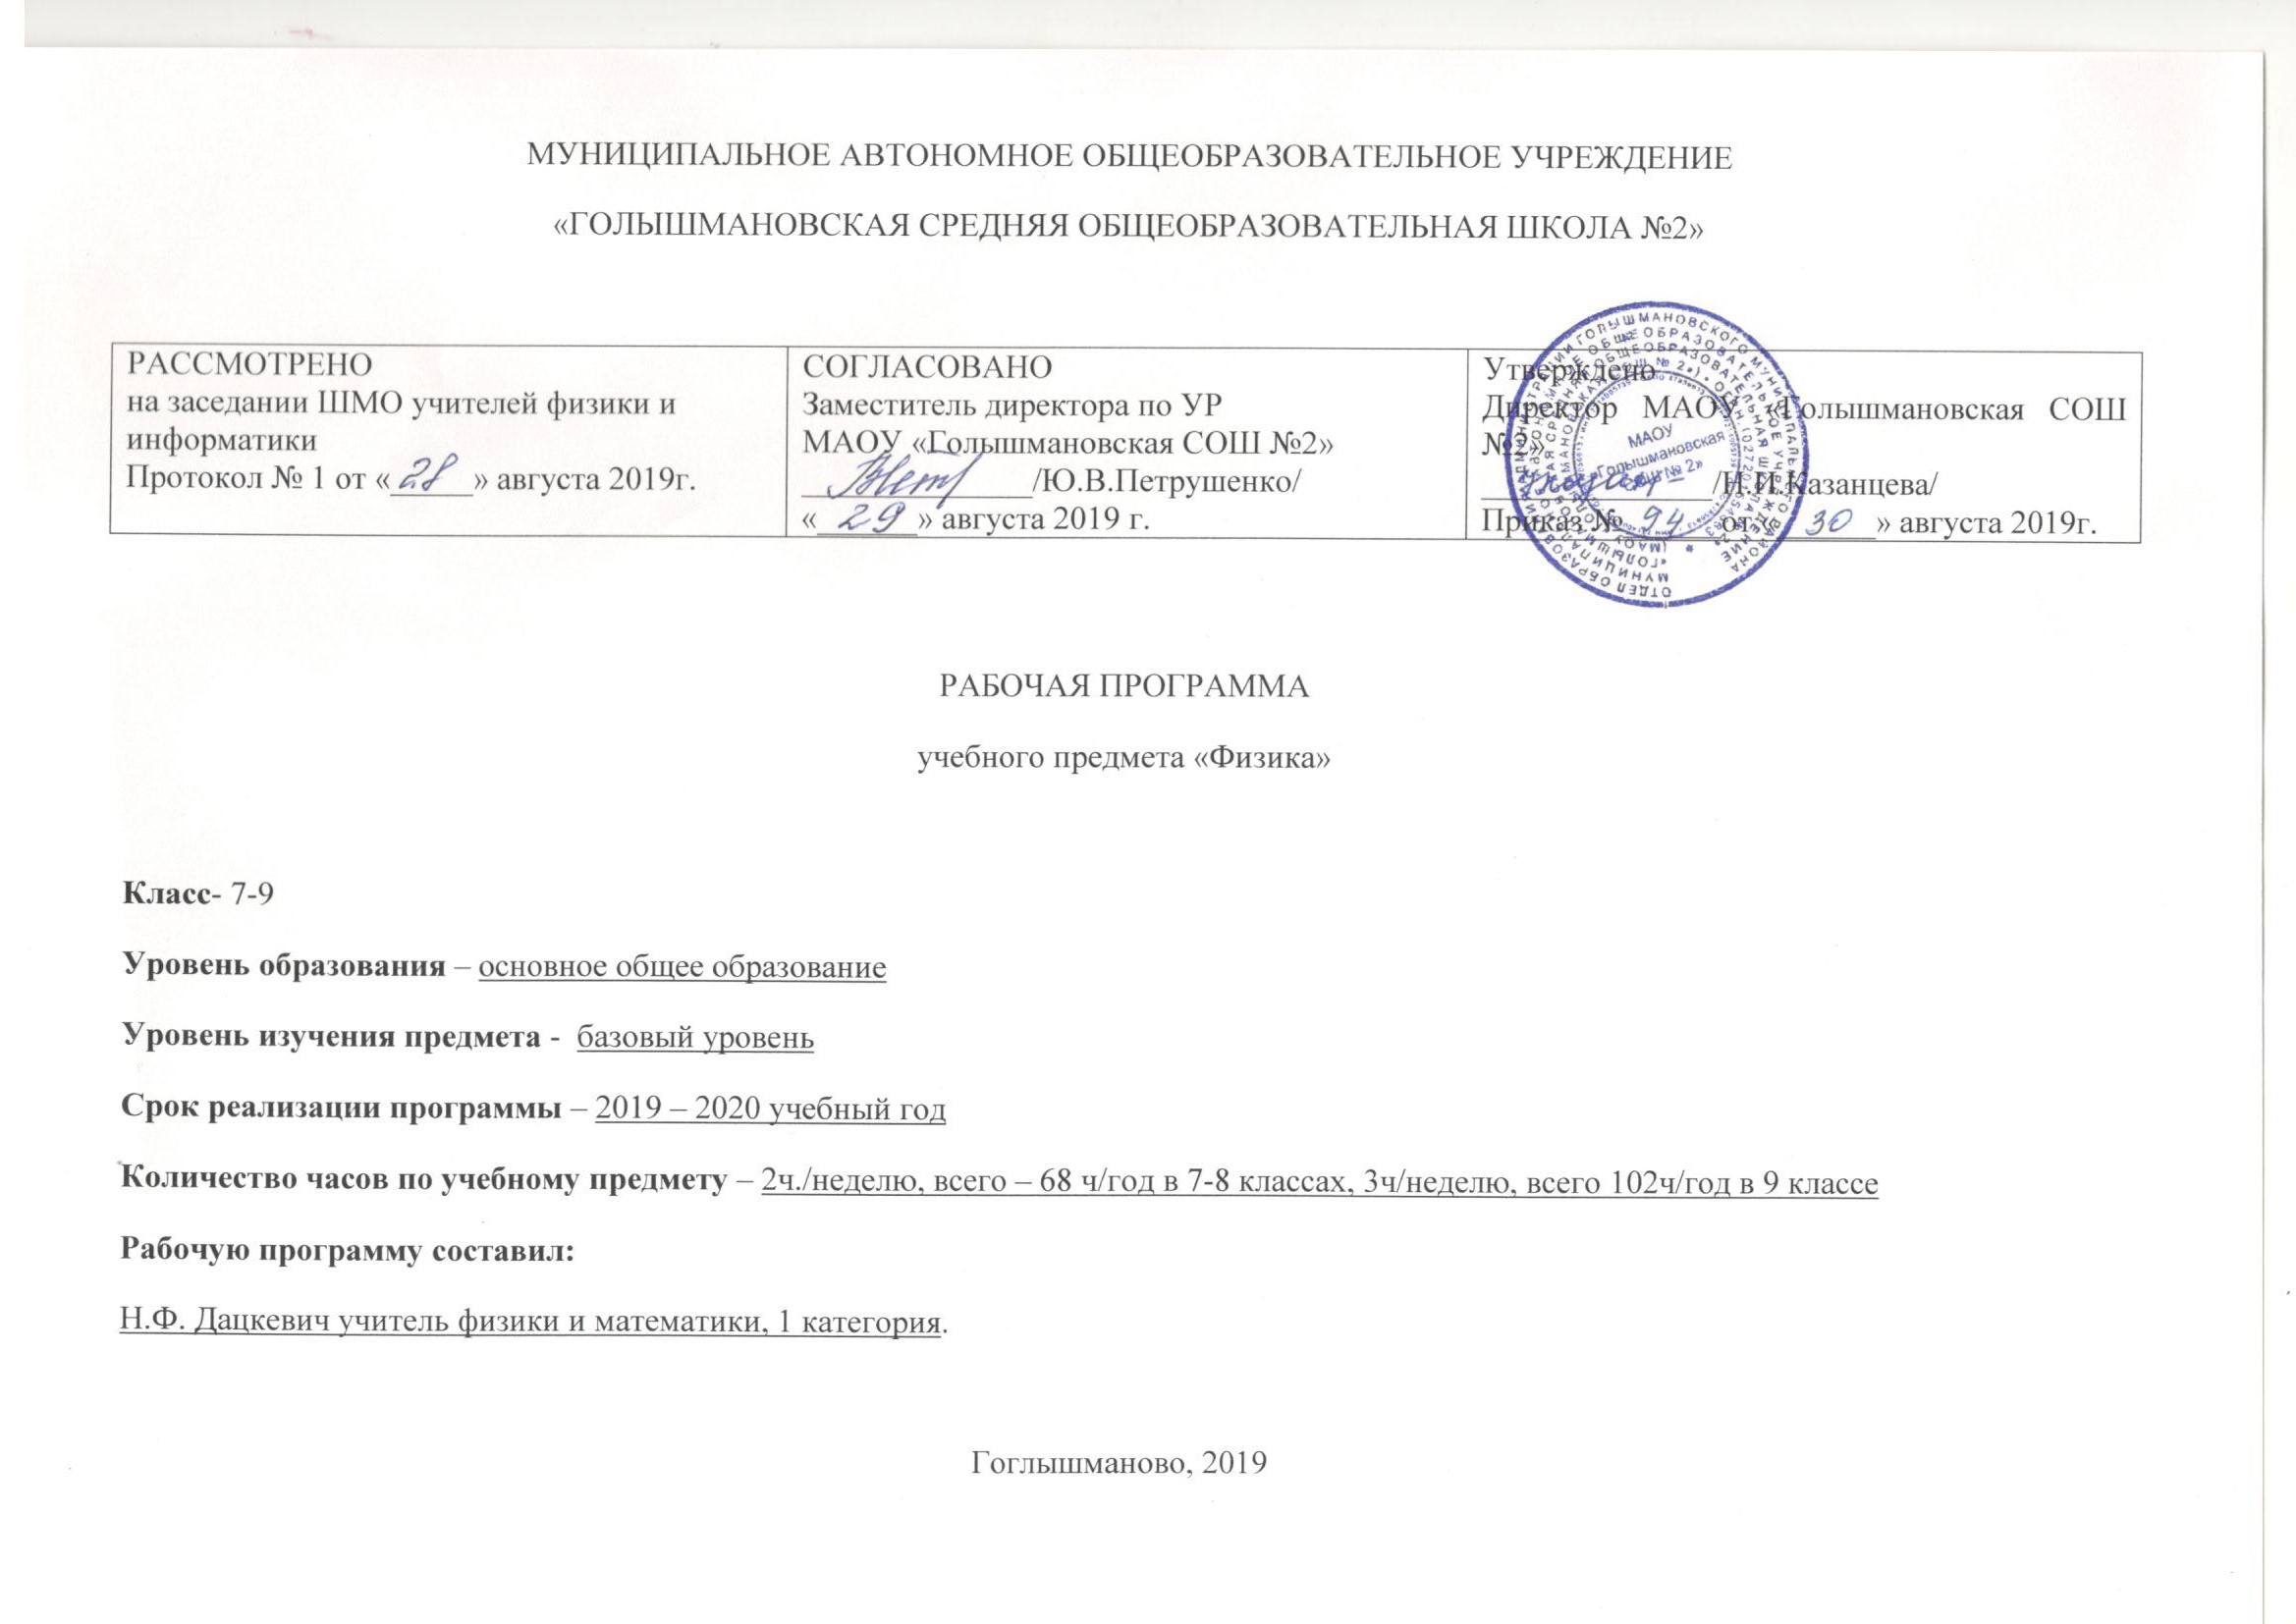 МУНИЦИПАЛЬНОЕ АВТОНОМНОЕ ОБЩЕОБРАЗОВАТЕЛЬНОЕ УЧРЕЖДЕНИЕ
«ГОЛЫШМАНОВСКАЯ СРЕДНЯЯ ОБЩЕОБРАЗОВАТЕЛЬНАЯ ШКОЛА №2»
РАССМОТРЕНО
на заседании ШМО учителей физики и
информатики
Протокол № 1 от «28» августа 2019г.
СОГЛАСОВАНО
Заместитель директора по УР
МАОУ «Голышмановская СОШ №2»
/Ю.В.Петрушенко/
«29» августа 2019 г.
Утверждено
Директор МАОУ «Голышмановская СОШ
№2»
/Н.И.Казанцева/
Приказ № 94 от « 30 » августа 2019г.
МАОУ
«Голышмановская
СОШ № 2»
РАБОЧАЯ ПРОГРАММА
учебного предмета «Физика»
Класс- 7-9
Уровень образования – основное общее образование
Уровень изучения предмета - базовый уровень
Срок реализации программы – 2019 – 2020 учебный год
Количество часов по учебному предмету – 2ч./неделю, всего – 68 ч/год в 7-8 классах, 3ч/неделю, всего 102ч/год в 9 классе
Рабочую программу составил:
Н.Ф. Дацкевич учитель физики и математики, 1 категория.
Гоглышманово, 2019